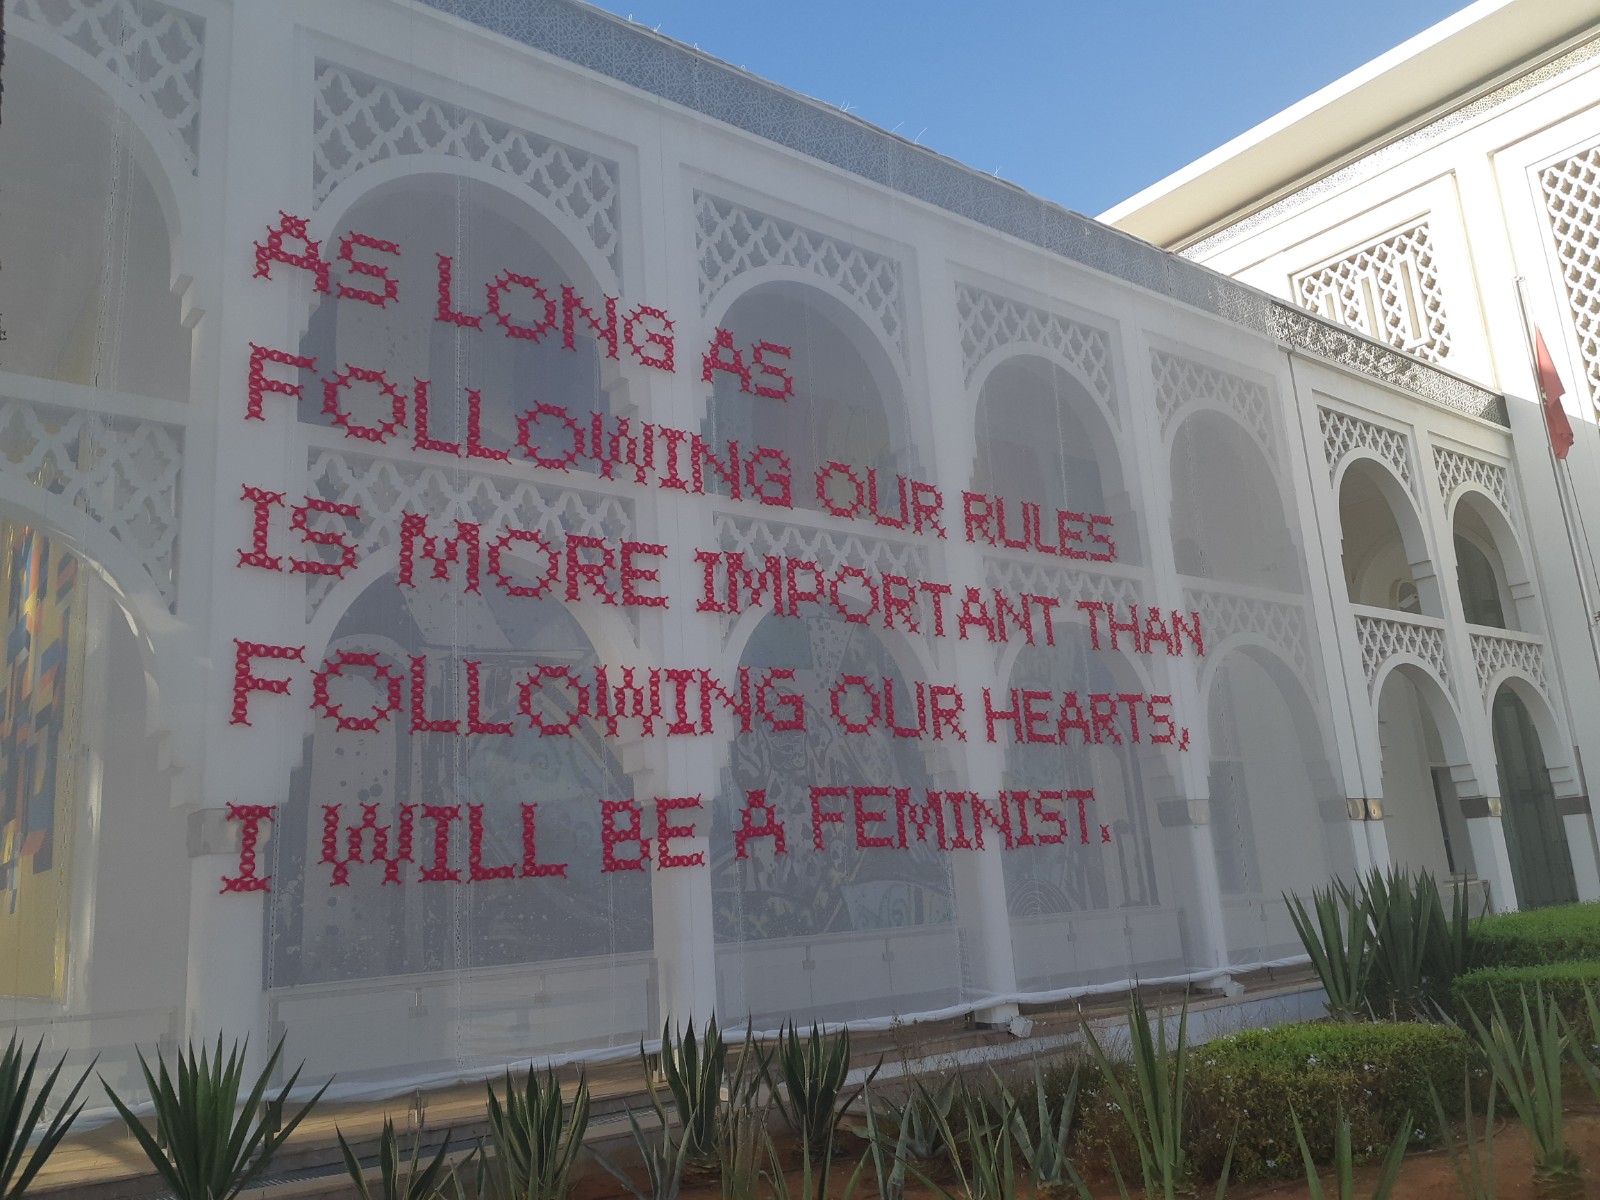 AS LONG AS
FOLLOWING OUR RULES
IS MORE IMPORTANT THAN
FOLLOWING OUR HEARTS,
I WILL BE A FEMINIST.